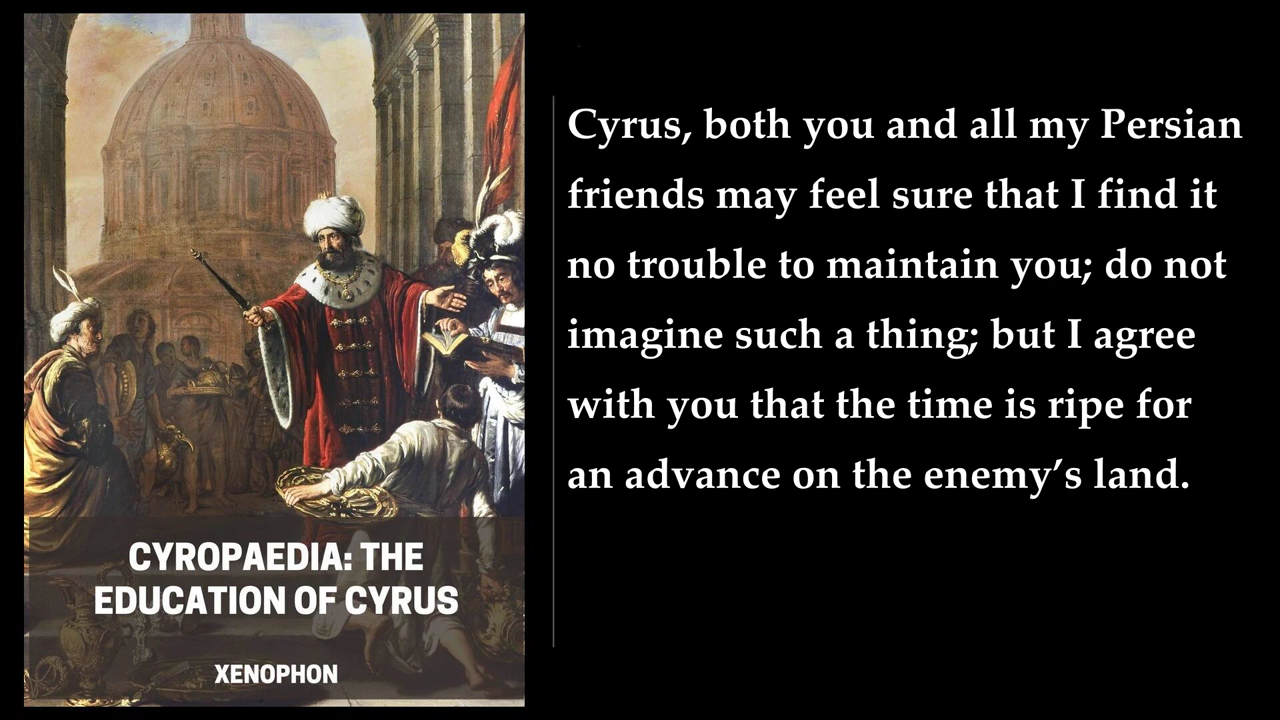 CYROPAEDIA: THE
EDUCATION OF CYRUS
XENOPHON
Cyrus, both you and all my Persian
friends may feel sure that I find it
no trouble to maintain you; do not
imagine such a thing; but I agree
with you that the time is ripe for
an advance on the enemy’s land.